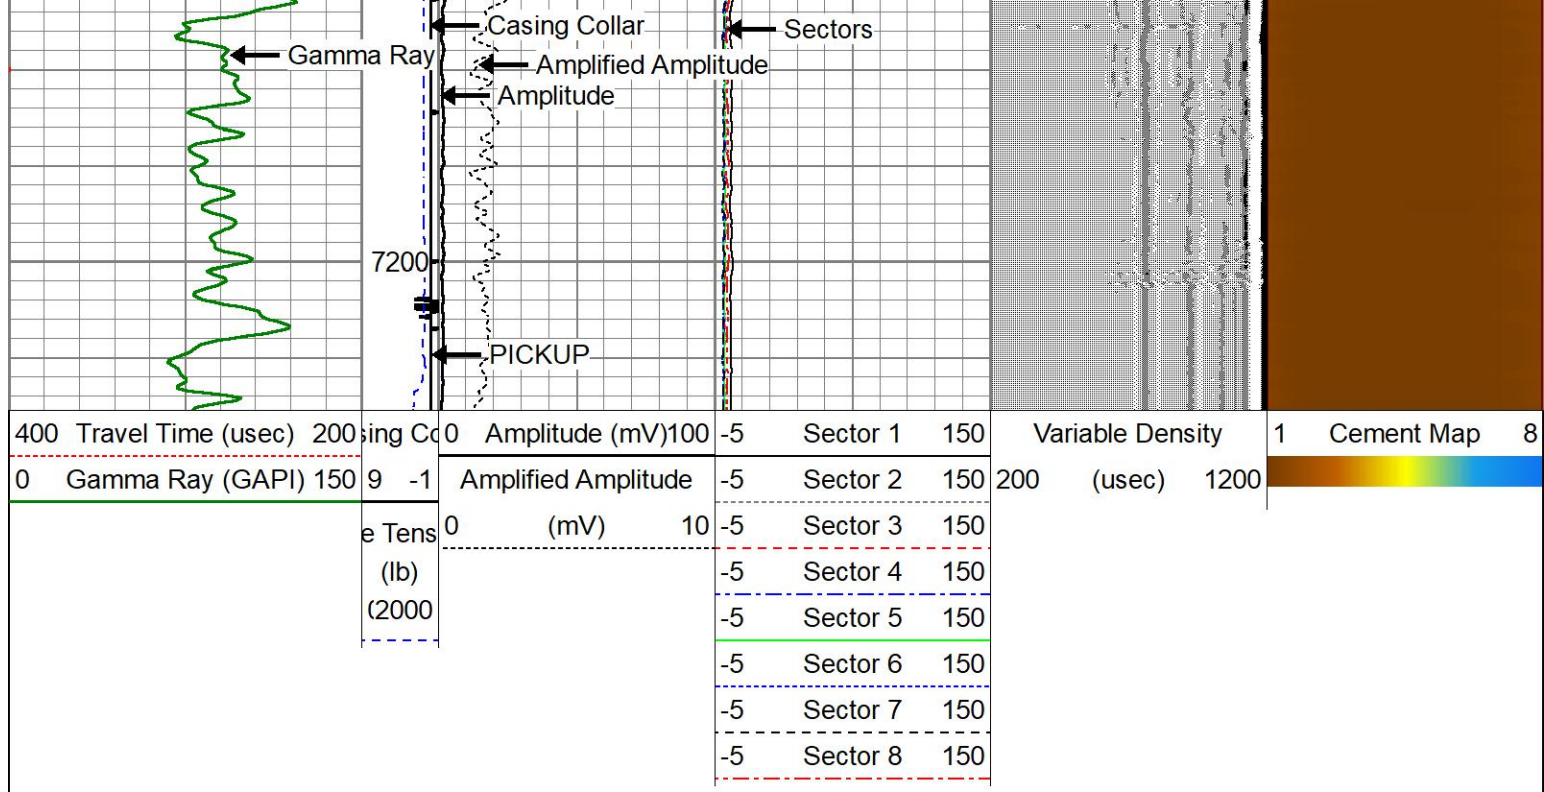 Casing Collar
Sectors
Gamma Ray
Amplified Amplitude
Amplitude
7200
PICKUP
400 Travel Time (usec) 200
0 Gamma Ray (GAPI) 150
sing Co
9 -1
e Tens
(lb)
2000
0 Amplitude (mV) 100
Amplified Amplitude
0 (mV) 10
-5 Sector 1 150
-5 Sector 2 150
-5 Sector 3 150
-5 Sector 4 150
-5 Sector 5 150
-5 Sector 6 150
-5 Sector 7 150
-5 Sector 8 150
Variable Density
200 (usec) 1200
1 Cement Map 8